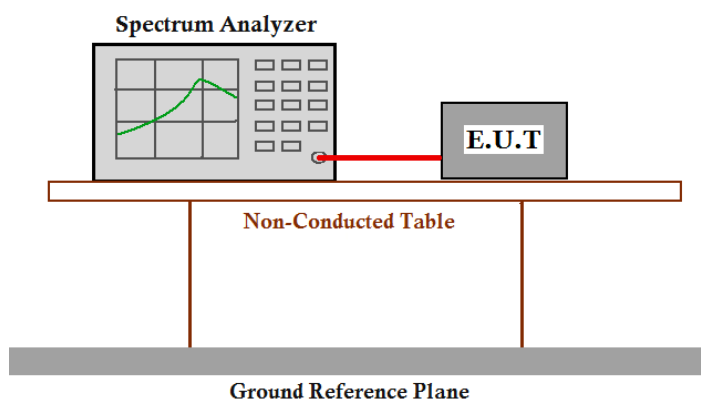 Spectrum Analyzer
E.U.T
Non-Conducted Table
Ground Reference Plane